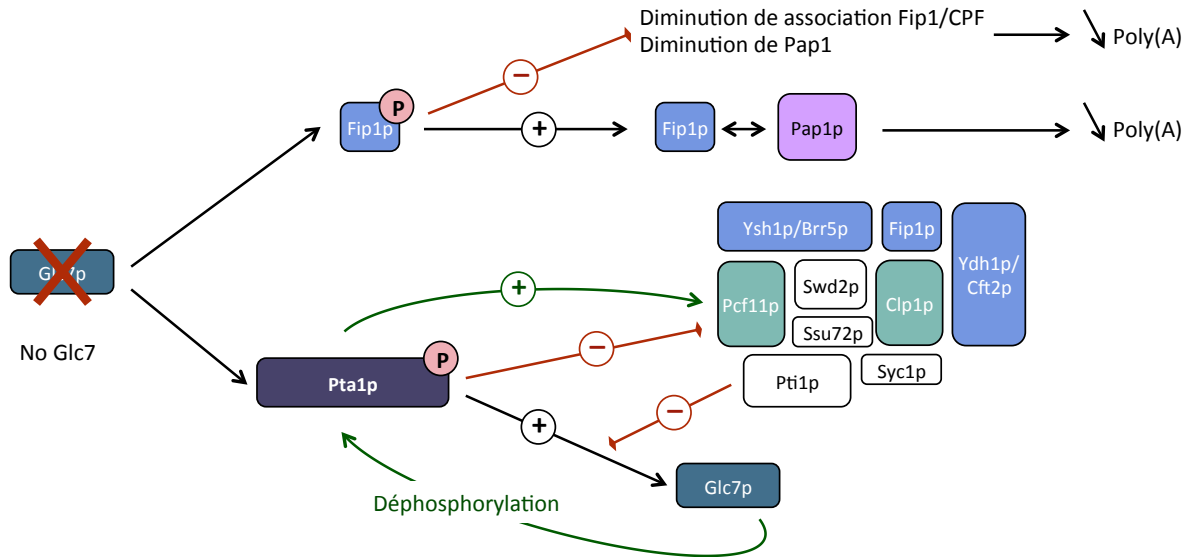 Diminution de association Fip1/CPF
Diminution de Pap1
Poly(A)
−
P
Fip1p
+
Fip1p
Pap1p
Poly(A)
Ysh1p/Brr5p
Fip1p
Glc7p
Ydh1p/
Cft2p
+
Pcf11p
Swd2p
Clp1p
Ssu72p
No Glc7
P
−
Pta1p
Pti1p
Syc1p
−
+
Glc7p
Déphosphorylation